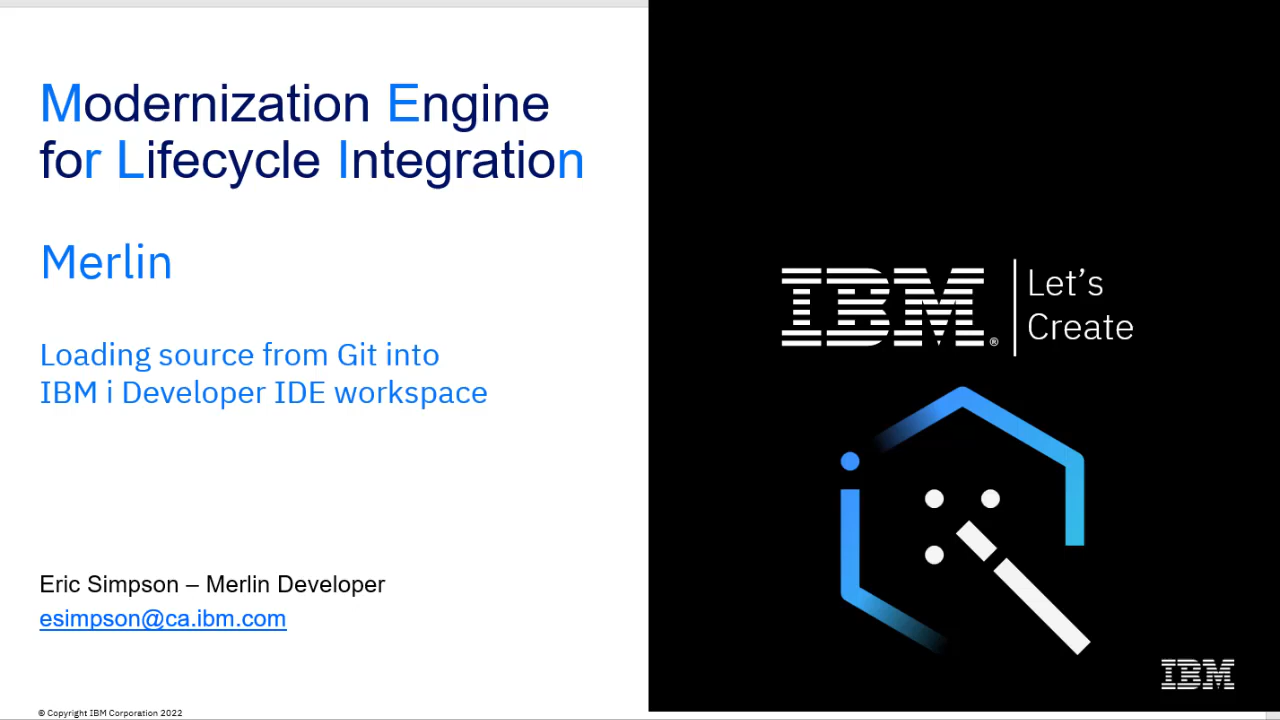 Modernization Engine
for Lifecycle Integration
Merlin
Loading source from Git into
IBM i Developer IDE workspace
Eric Simpson – Merlin Developer
esimpson@ca.ibm.com
© Copyright IBM Corporation 2022
IBM® Let's
Create
IBM